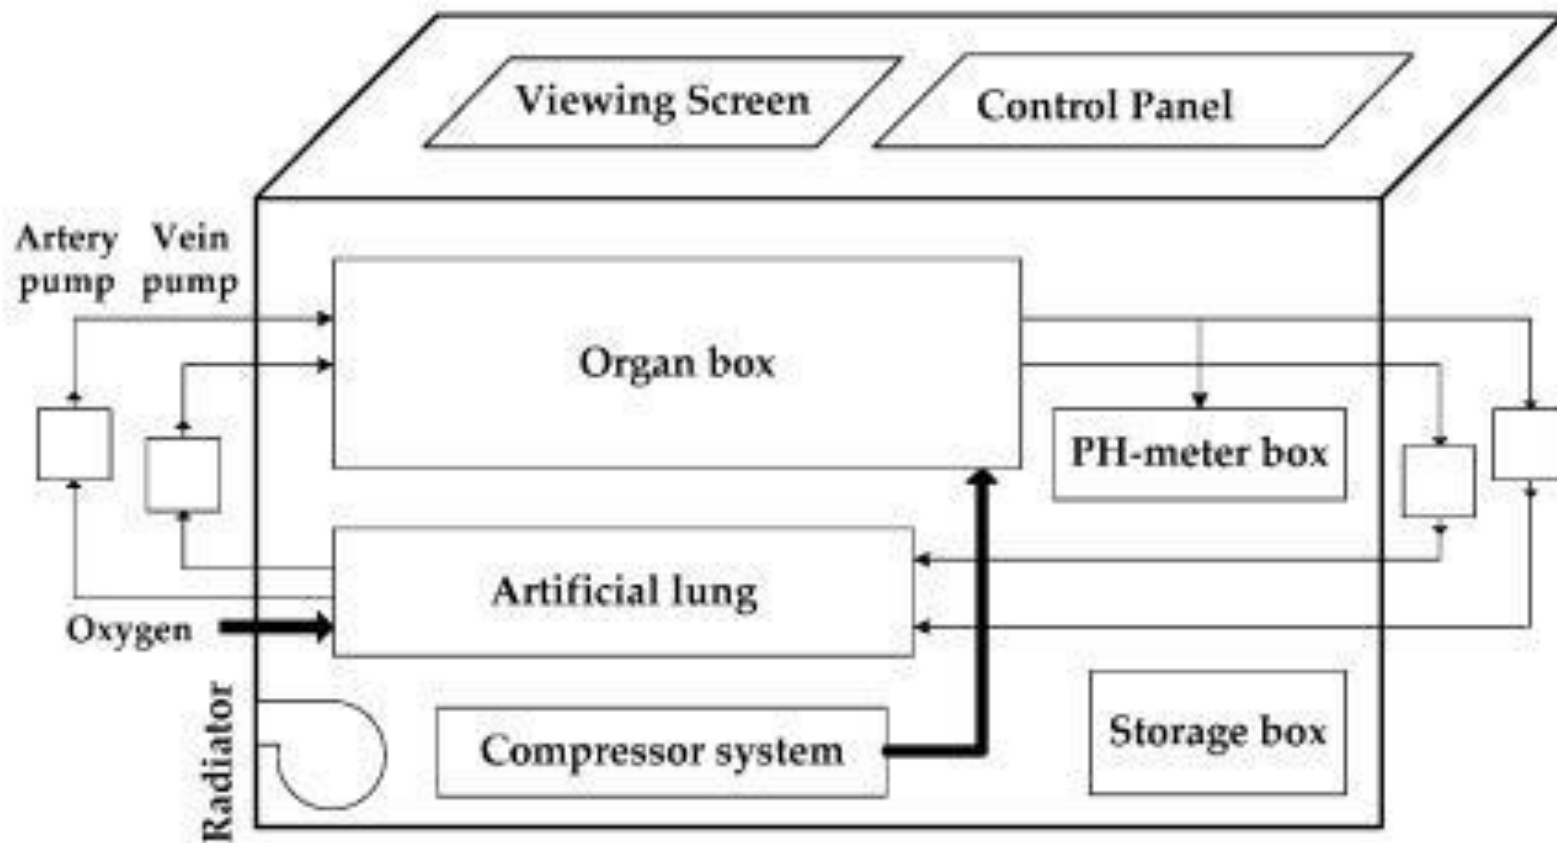 Viewing Screen
Control Panel
Artery
pump
Vein
pump
Organ box
PH-meter box
Artificial lung
Oxygen
Radiator
Compressor system
Storage box